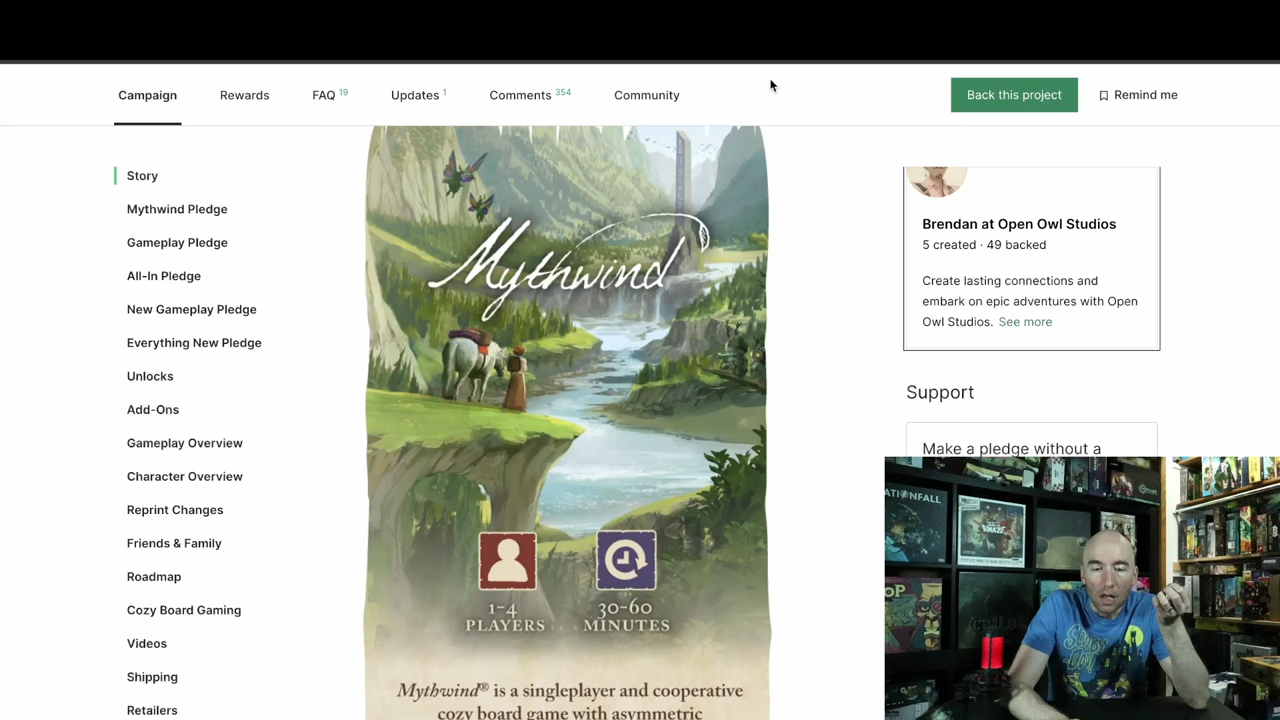 Campaign
Rewards
FAQ 19
Updates 1
Comments 354
Community
Back this project
Remind me
Story
Mythwind Pledge
Gameplay Pledge
All-In Pledge
New Gameplay Pledge
Everything New Pledge
Unlocks
Add-Ons
Gameplay Overview
Character Overview
Reprint Changes
Friends & Family
Roadmap
Cozy Board Gaming
Videos
Shipping
Retailers
Mythwind
1-4
PLAYERS
30-60
MINUTES
Mythwind® is a singleplayer and cooperative
cozy board game with asymmetric
Brendan at Open Owl Studios
5 created · 49 backed
Create lasting connections and
embark on epic adventures with Open
Owl Studios. See more
Support
Make a pledge without a